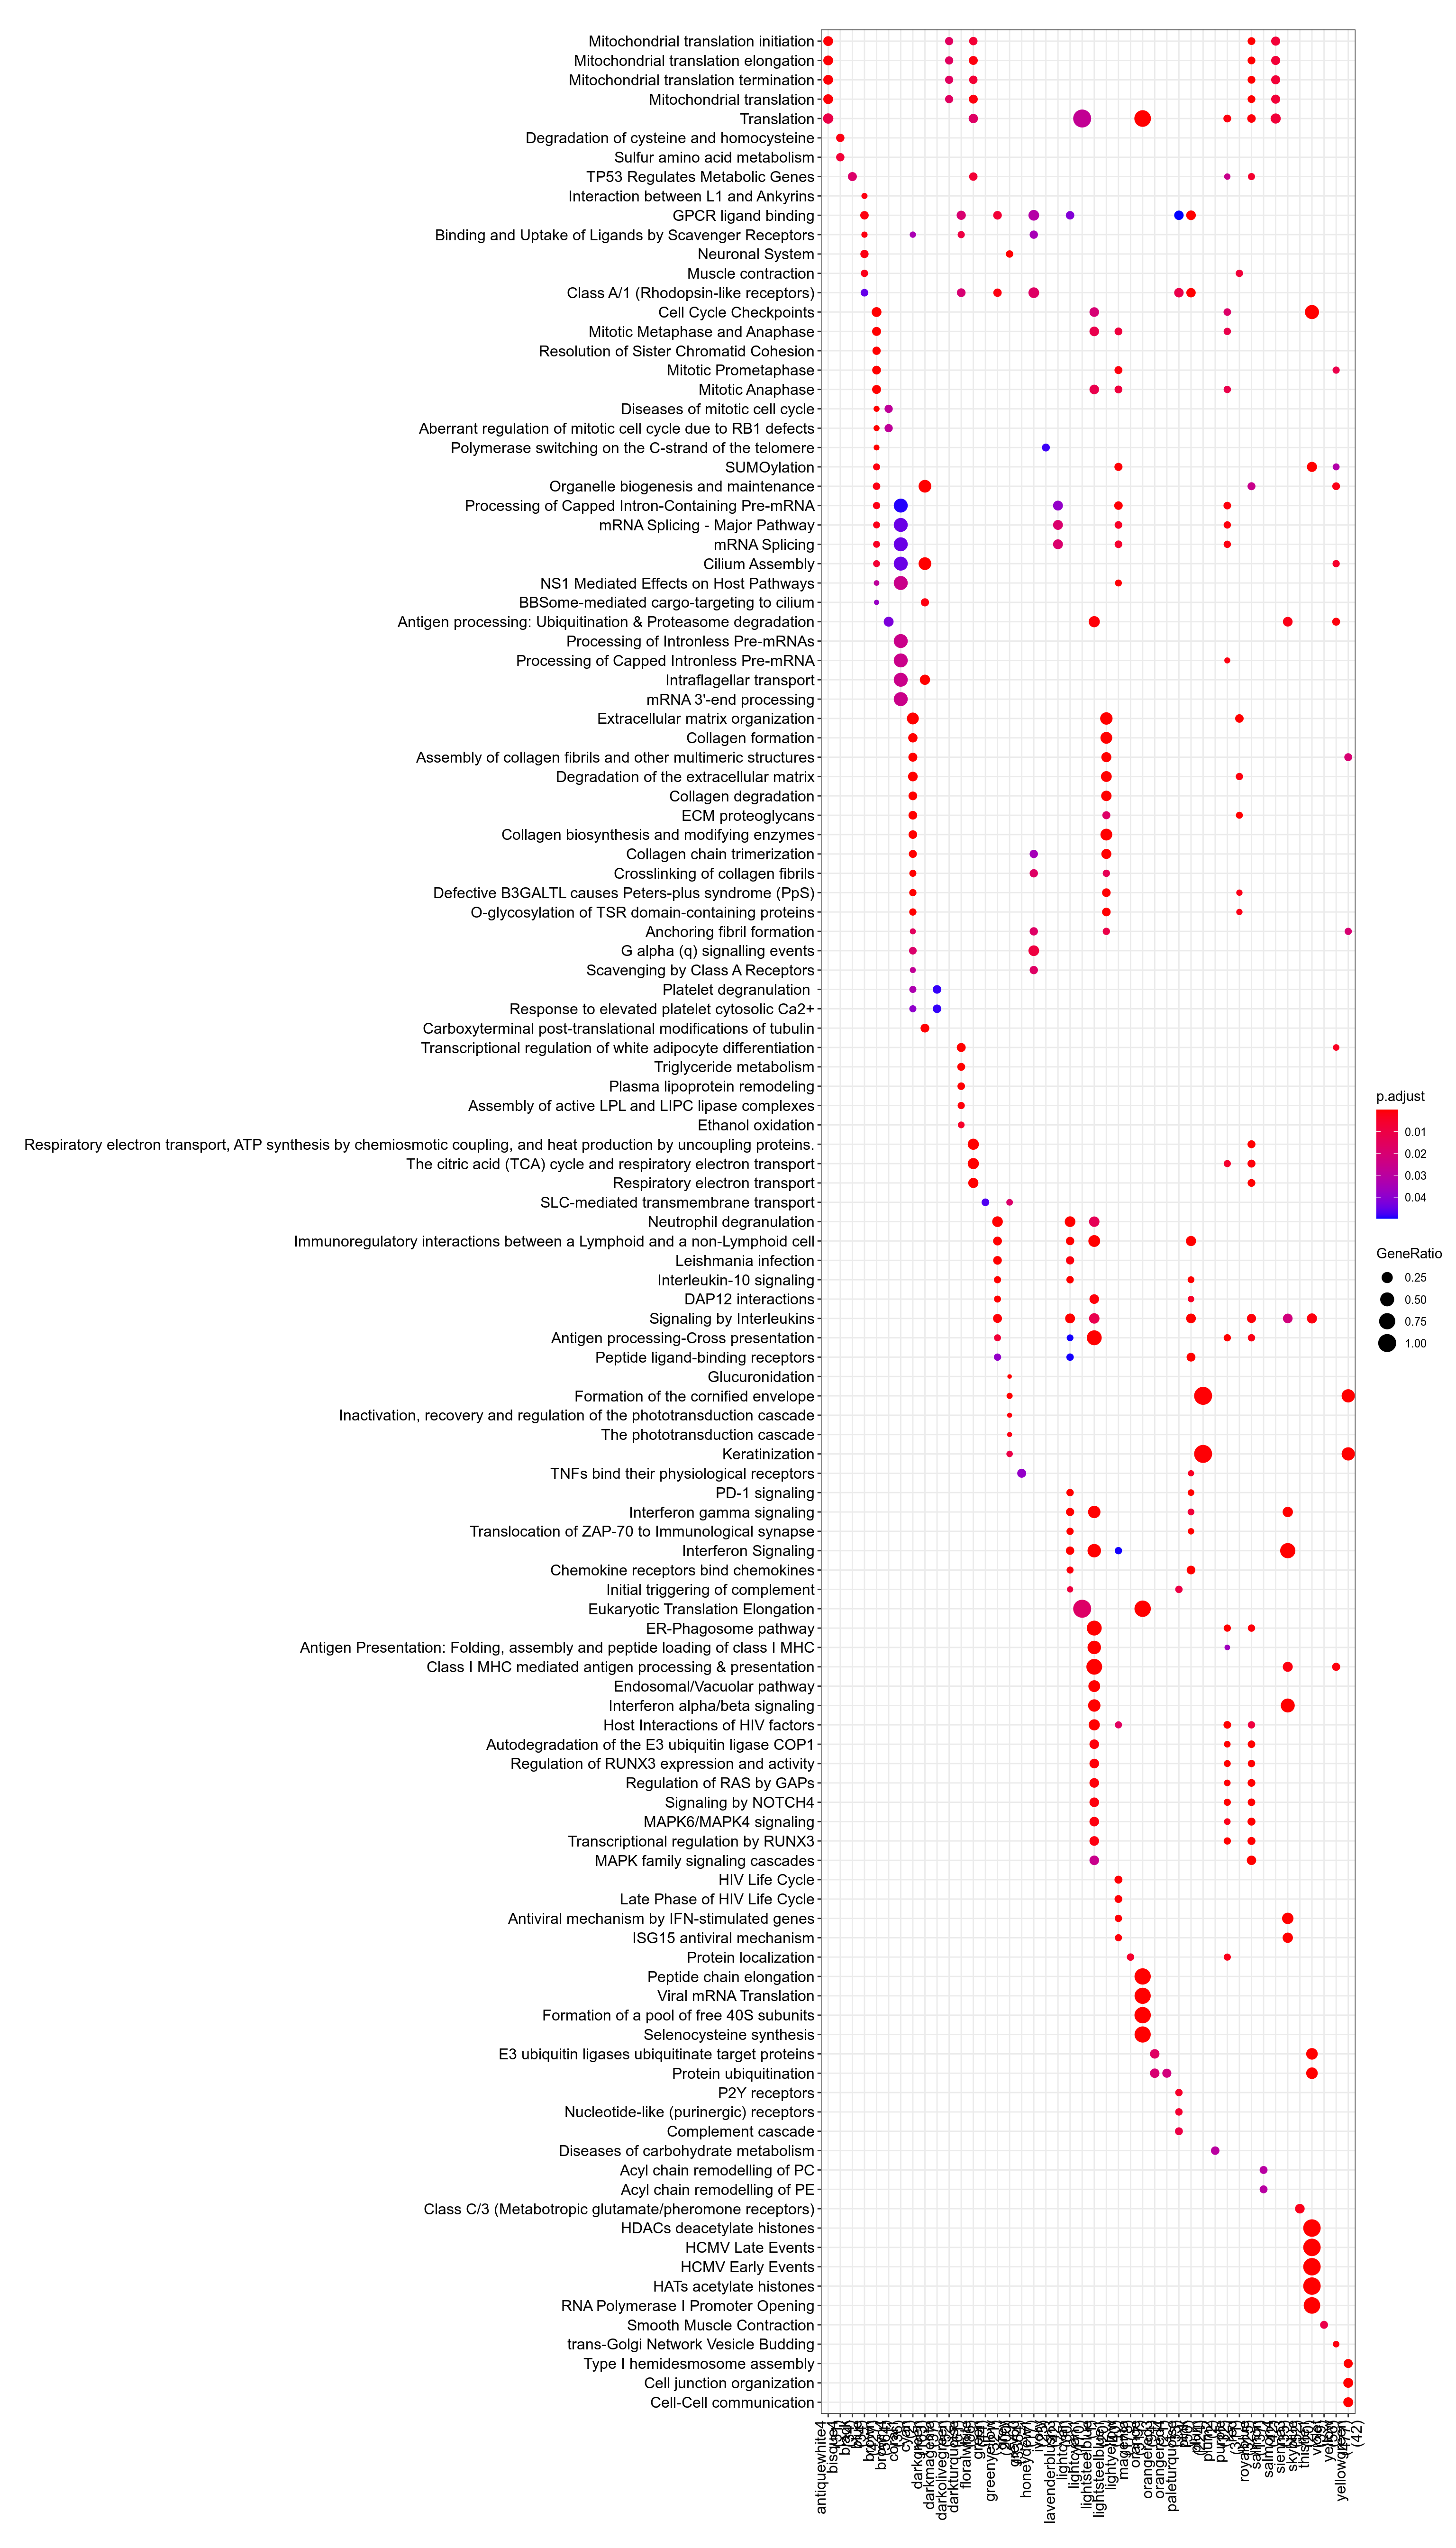 Mitochondrial translation initiation
Mitochondrial translation elongation
Mitochondrial translation termination
Mitochondrial translation
Translation
Degradation of cysteine and homocysteine
Sulfur amino acid metabolism
TP53 Regulates Metabolic Genes
Interaction between L1 and Ankyrins
GPCR ligand binding
Binding and Uptake of Ligands by Scavenger Receptors
Neuronal System
Muscle contraction
Class A/1 (Rhodopsin-like receptors)
Cell Cycle Checkpoints
Mitotic Metaphase and Anaphase
Resolution of Sister Chromatid Cohesion
Mitotic Prometaphase
Mitotic Anaphase
Diseases of mitotic cell cycle
Aberrant regulation of mitotic cell cycle due to RB1 defects
Polymerase switching on the C-strand of the telomere
SUMOylation
Organelle biogenesis and maintenance
Processing of Capped Intron-Containing Pre-mRNA
mRNA Splicing - Major Pathway
mRNA Splicing
Cilium Assembly
NS1 Mediated Effects on Host Pathways
BBSome-mediated cargo-targeting to cilium
Antigen processing: Ubiquitination & Proteasome degradation
Processing of Intronless Pre-mRNAs
Processing of Capped Intronless Pre-mRNA
Intraflagellar transport
mRNA 3'-end processing
Extracellular matrix organization
Collagen formation
Assembly of collagen fibrils and other multimeric structures
Degradation of the extracellular matrix
Collagen degradation
ECM proteoglycans
Collagen biosynthesis and modifying enzymes
Collagen chain trimerization
Crosslinking of collagen fibrils
Defective B3GALTL causes Peters-plus syndrome (PpS)
O-glycosylation of TSR domain-containing proteins
Anchoring fibril formation
G alpha (q) signalling events
Scavenging by Class A Receptors
Platelet degranulation
Response to elevated platelet cytosolic Ca2+
Carboxyterminal post-translational modifications of tubulin
Transcriptional regulation of white adipocyte differentiation
Triglyceride metabolism
Plasma lipoprotein remodeling
Assembly of active LPL and LIPC lipase complexes
Ethanol oxidation
Respiratory electron transport, ATP synthesis by chemiosmotic coupling, and heat production by uncoupling proteins.
The citric acid (TCA) cycle and respiratory electron transport
Respiratory electron transport
SLC-mediated transmembrane transport
Neutrophil degranulation
Immunoregulatory interactions between a Lymphoid and a non-Lymphoid cell
Leishmania infection
Interleukin-10 signaling
DAP12 interactions
Signaling by Interleukins
Antigen processing-Cross presentation
Peptide ligand-binding receptors
Glucuronidation
Formation of the cornified envelope
Inactivation, recovery and regulation of the phototransduction cascade
The phototransduction cascade
Keratinization
TNFs bind their physiological receptors
PD-1 signaling
Interferon gamma signaling
Translocation of ZAP-70 to Immunological synapse
Interferon Signaling
Chemokine receptors bind chemokines
Initial triggering of complement
Eukaryotic Translation Elongation
ER-Phagosome pathway
Antigen Presentation: Folding, assembly and peptide loading of class I MHC
Class I MHC mediated antigen processing & presentation
Endosomal/Vacuolar pathway
Interferon alpha/beta signaling
Host Interactions of HIV factors
Autodegradation of the E3 ubiquitin ligase COP1
Regulation of RUNX3 expression and activity
Regulation of RAS by GAPs
Signaling by NOTCH4
MAPK6/MAPK4 signaling
Transcriptional regulation by RUNX3
MAPK family signaling cascades
HIV Life Cycle
Late Phase of HIV Life Cycle
Antiviral mechanism by IFN-stimulated genes
ISG15 antiviral mechanism
Protein localization
Peptide chain elongation
Viral mRNA Translation
Formation of a pool of free 40S subunits
Selenocysteine synthesis
E3 ubiquitin ligases ubiquitinate target proteins
Protein ubiquitination
P2Y receptors
Nucleotide-like (purinergic) receptors
Complement cascade
Diseases of carbohydrate metabolism
Acyl chain remodelling of PC
Acyl chain remodelling of PE
Class C/3 (Metabotropic glutamate/pheromone receptors)
HDACs deacetylate histones
HCMV Late Events
HCMV Early Events
HATs acetylate histones
RNA Polymerase I Promoter Opening
Smooth Muscle Contraction
trans-Golgi Network Vesicle Budding
Type I hemidesmosome assembly
Cell junction organization
Cell-Cell communication
p.adjust
0.01
0.02
0.03
0.04
GeneRatio
0.25
0.50
0.75
1.00
antiquewhite4
darkmagenta
darkolivegreen
darkturquoise
greenyellow
honeydew1
lightsteelblue
lightsteelblue1
paleturquoise
yellowgreen
(42)